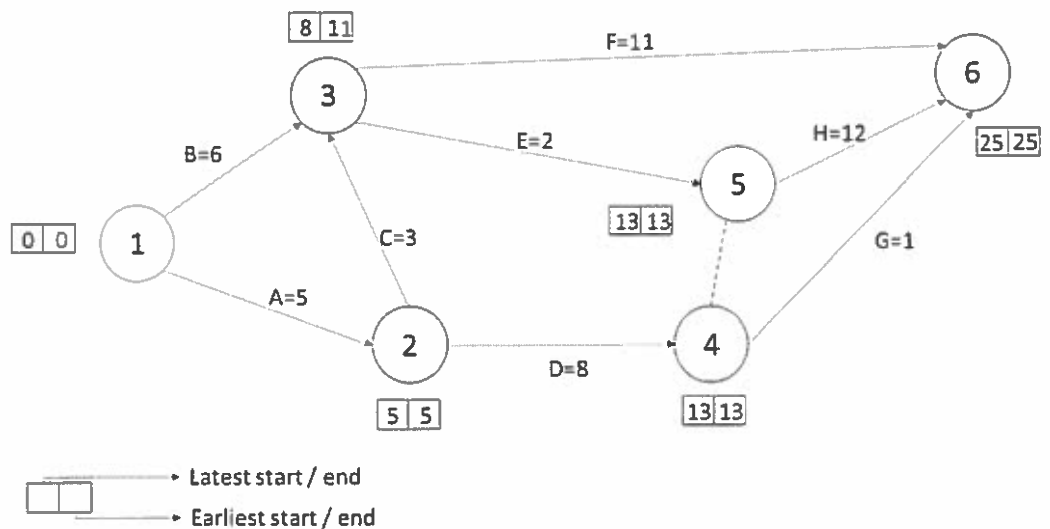 8 11
F=11
3
6
E=2
H=12
25 25
B=6
5
13 13
0 0
1
C=3
G=1
A=5
2
4
D=8
5 5
13 13
Latest start / end
Earliest start / end